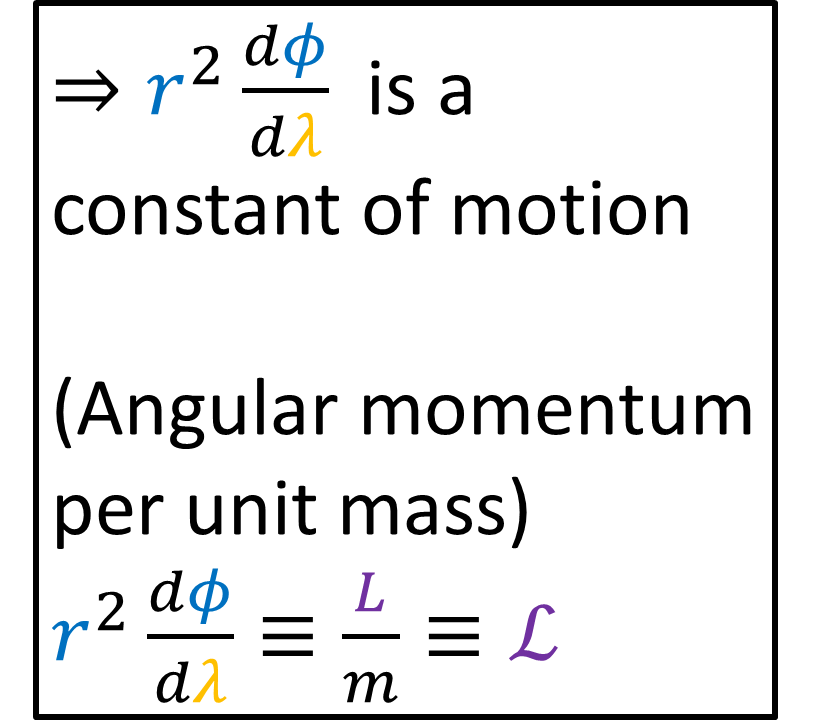 ⇒ r² dϕ/dλ is a
constant of motion
(Angular momentum
per unit mass)
r² dϕ/dλ ≡ L/m ≡ ℒ